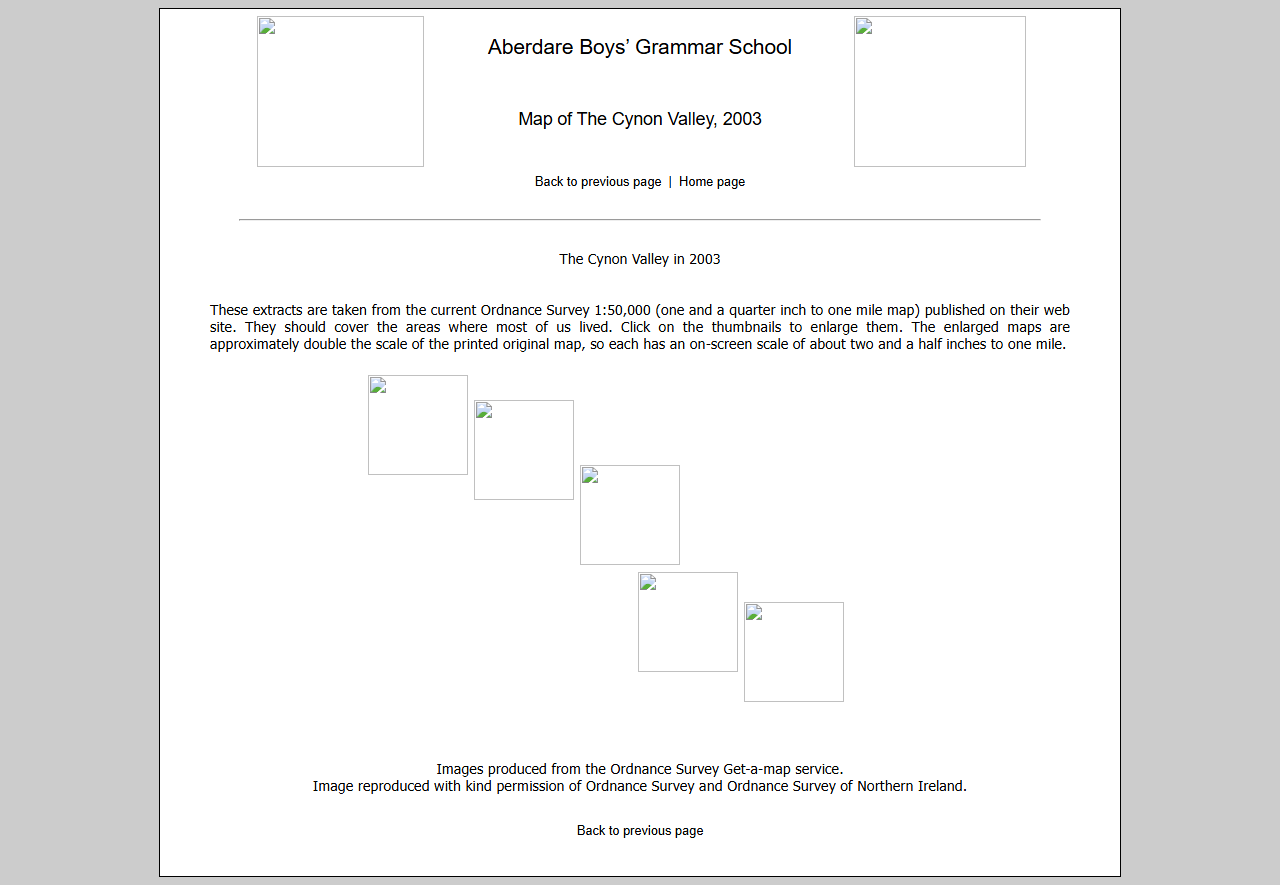 Aberdare Boys’ Grammar School
Map of The Cynon Valley, 2003
Back to previous page | Home page
The Cynon Valley in 2003
These extracts are taken from the current Ordnance Survey 1:50,000 (one and a quarter inch to one mile map) published on their web
site. They should cover the areas where most of us lived. Click on the thumbnails to enlarge them. The enlarged maps are
approximately double the scale of the printed original map, so each has an on-screen scale of about two and a half inches to one mile.
Images produced from the Ordnance Survey Get-a-map service.
Image reproduced with kind permission of Ordnance Survey and Ordnance Survey of Northern Ireland.
Back to previous page